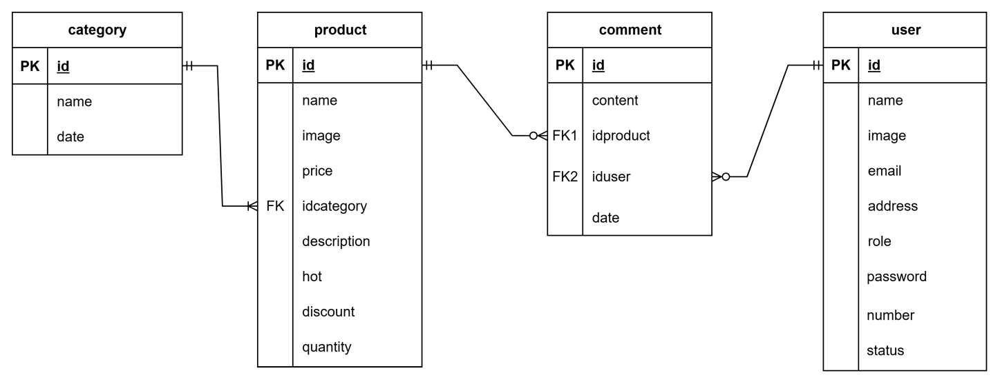 category
PK id
name
date
product
PK id
name
image
price
FK idcategory
description
hot
discount
quantity
comment
PK id
content
FK1 idproduct
FK2 iduser
date
user
PK id
name
image
email
address
role
password
number
status